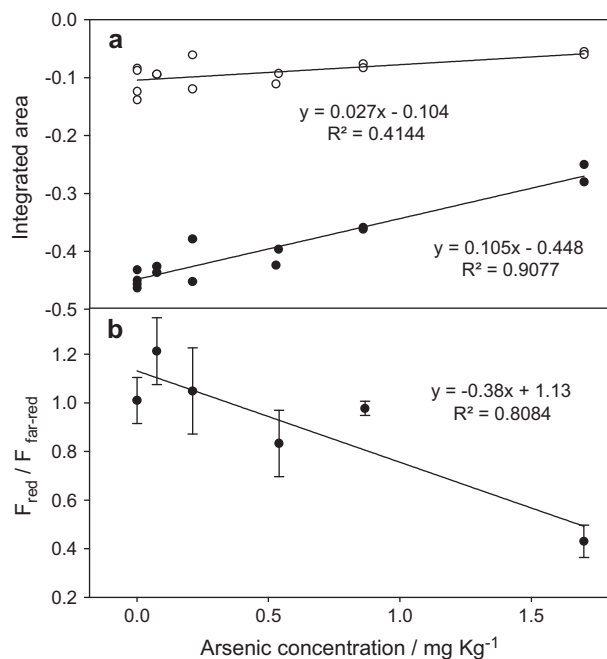 a
0.0
-0.1
-0.2
-0.3
-0.4
-0.5
Integrated area
y = 0.027x - 0.104
R² = 0.4144
y = 0.105x - 0.448
R² = 0.9077
b
1.2
1.0
0.8
0.6
0.4
0.2
F_red / F_far-red
y = -0.38x + 1.13
R² = 0.8084
0.0 0.5 1.0 1.5
Arsenic concentration / mg Kg⁻¹